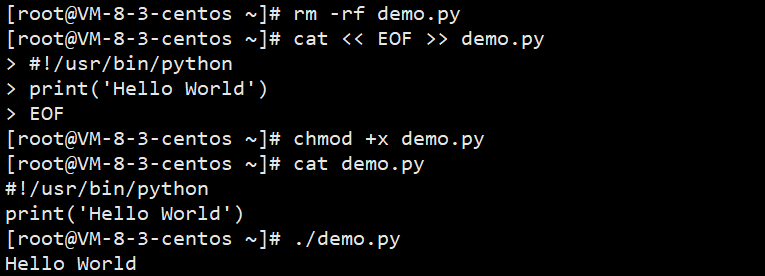 [root@VM-8-3-centos ~]# rm -rf demo.py
[root@VM-8-3-centos ~]# cat << EOF >> demo.py
> #!/usr/bin/python
> print('Hello World')
> EOF
[root@VM-8-3-centos ~]# chmod +x demo.py
[root@VM-8-3-centos ~]# cat demo.py
#!/usr/bin/python
print('Hello World')
[root@VM-8-3-centos ~]# ./demo.py
Hello World